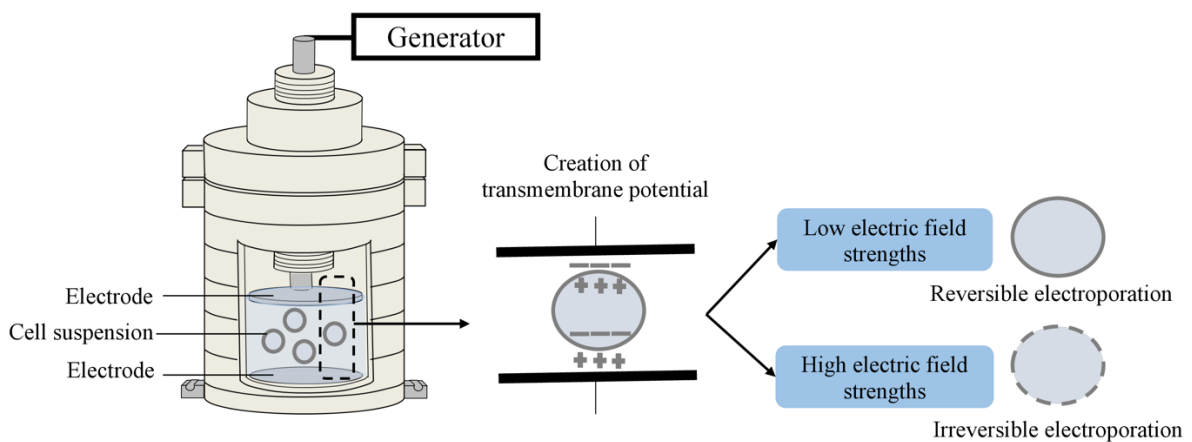 Generator
Electrode
Cell suspension
Electrode
Creation of
transmembrane potential
Low electric field
strengths
Reversible electroporation
High electric field
strengths
Irreversible electroporation